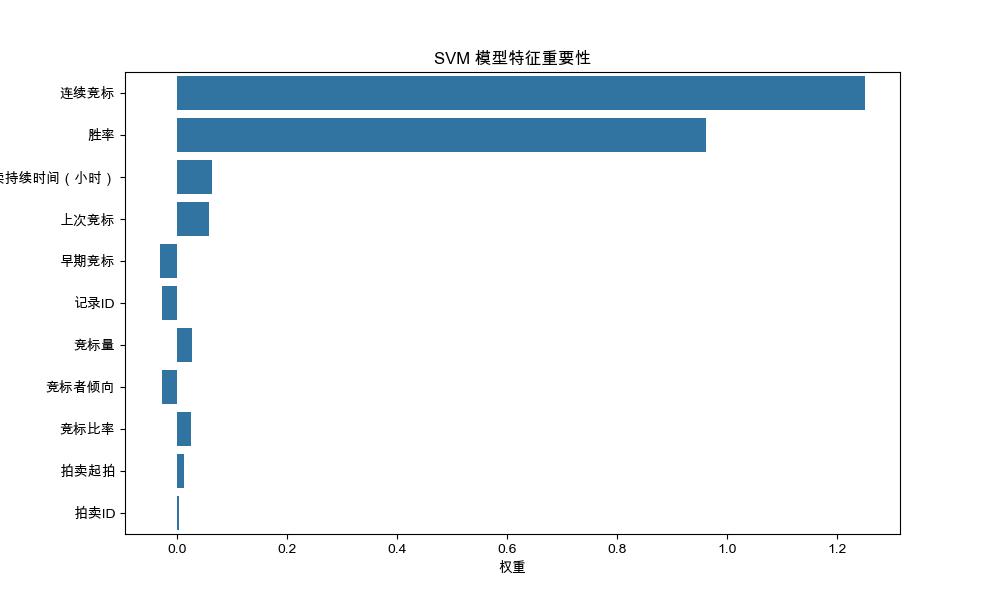 SVM 模型特征重要性
连续竞标
胜率
持续时间（小时）
上次竞标
早期竞标
记录ID
竞标量
竞标者倾向
竞标比率
拍卖起拍
拍卖ID
0.0 0.2 0.4 0.6 0.8 1.0 1.2
权重